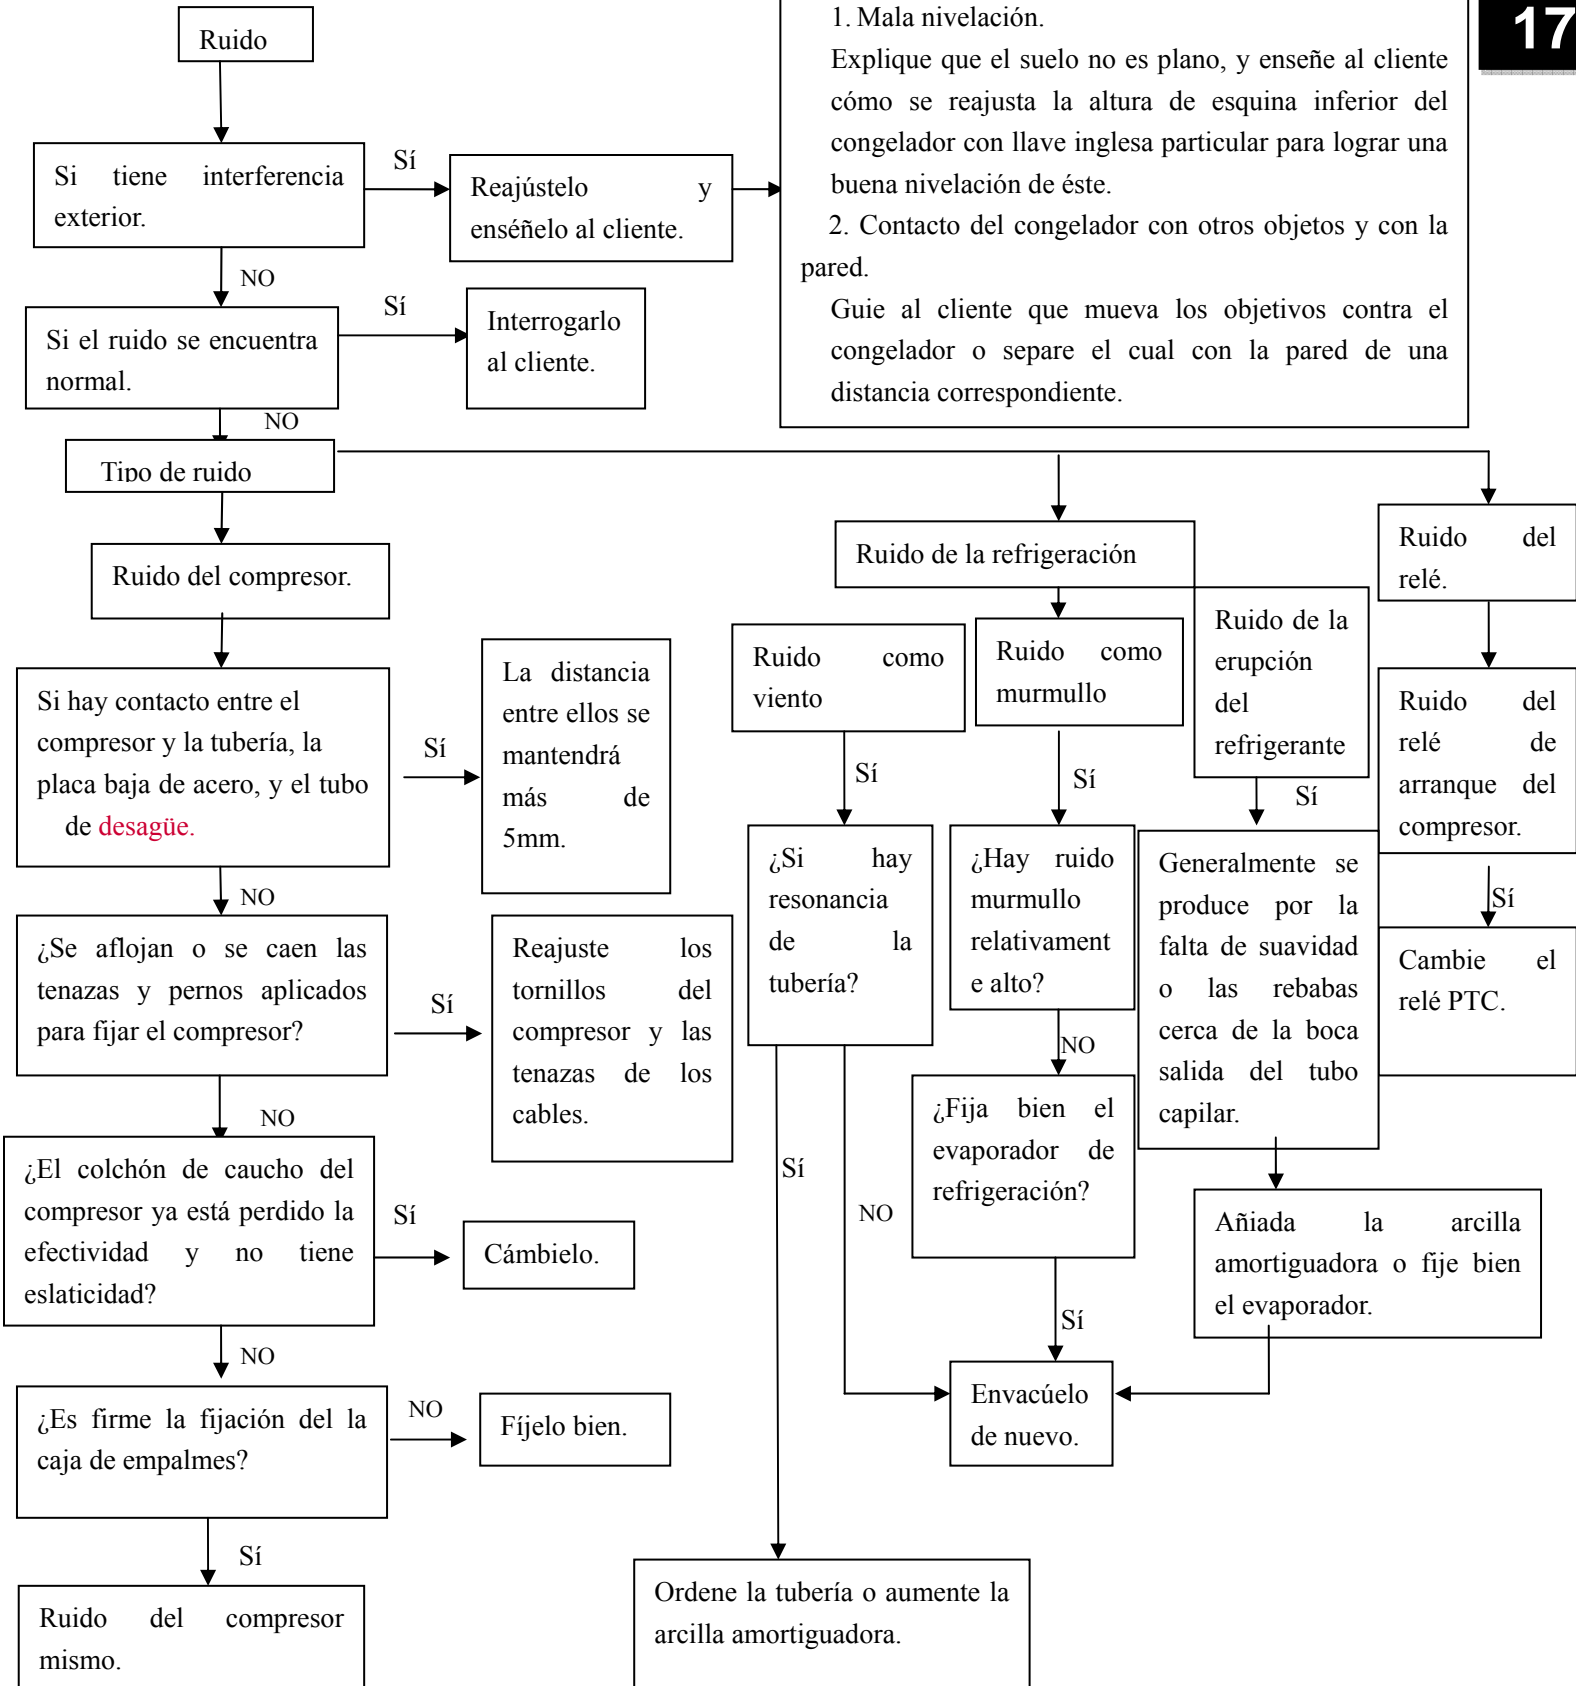 17
Ruido
1. Mala nivelación.
Explique que el suelo no es plano, y enseñe al cliente
cómo se reajusta la altura de esquina inferior del
congelador con llave inglesa particular para lograr una
buena nivelación de éste.
2. Contacto del congelador con otros objetos y con la
pared.
Guie al cliente que mueva los objetivos contra el
congelador o separe el cual con la pared de una
distancia correspondiente.
Si tiene interferencia
exterior.
Sí
Reajústelo y
enséñelo al cliente.
NO
Si el ruido se encuentra
normal.
Sí
Interrogarlo
al cliente.
NO
Tipo de ruido
Ruido del compresor.
Si hay contacto entre el
compresor y la tubería, la
placa baja de acero, y el tubo
de desagüe.
Sí
La distancia
entre ellos se
mantendrá
más de
5mm.
NO
¿Se aflojan o se caen las
tenazas y pernos aplicados
para fijar el compresor?
Sí
Reajuste los
tornillos del
compresor y las
tenazas de los
cables.
NO
¿El colchón de caucho del
compresor ya está perdido la
efectividad y no tiene
eslaticidad?
Sí
Cámbielo.
NO
¿Es firme la fijación del la
caja de empalmes?
NO
Fíjelo bien.
Sí
Ruido del compresor
mismo.
Ruido de la refrigeración
Ruido como
viento
Sí
¿Si hay
resonancia
de la
tubería?
Sí
NO
Ordene la tubería o aumente la
arcilla amortiguadora.
Ruido como
murmullo
Sí
¿Hay ruido
murmullo
relativament
e alto?
NO
¿Fija bien el
evaporador de
refrigeración?
Sí
Envacúelo
de nuevo.
Ruido de la
erupción
del
refrigerante
Sí
Generalmente se
produce por la
falta de suavidad
o las rebabas
cerca de la boca
salida del tubo
capilar.
Añiada la arcilla
amortiguadora o fije bien
el evaporador.
Ruido del
relé.
Ruido del
relé de
arranque del
compresor.
Sí
Cambie el
relé PTC.